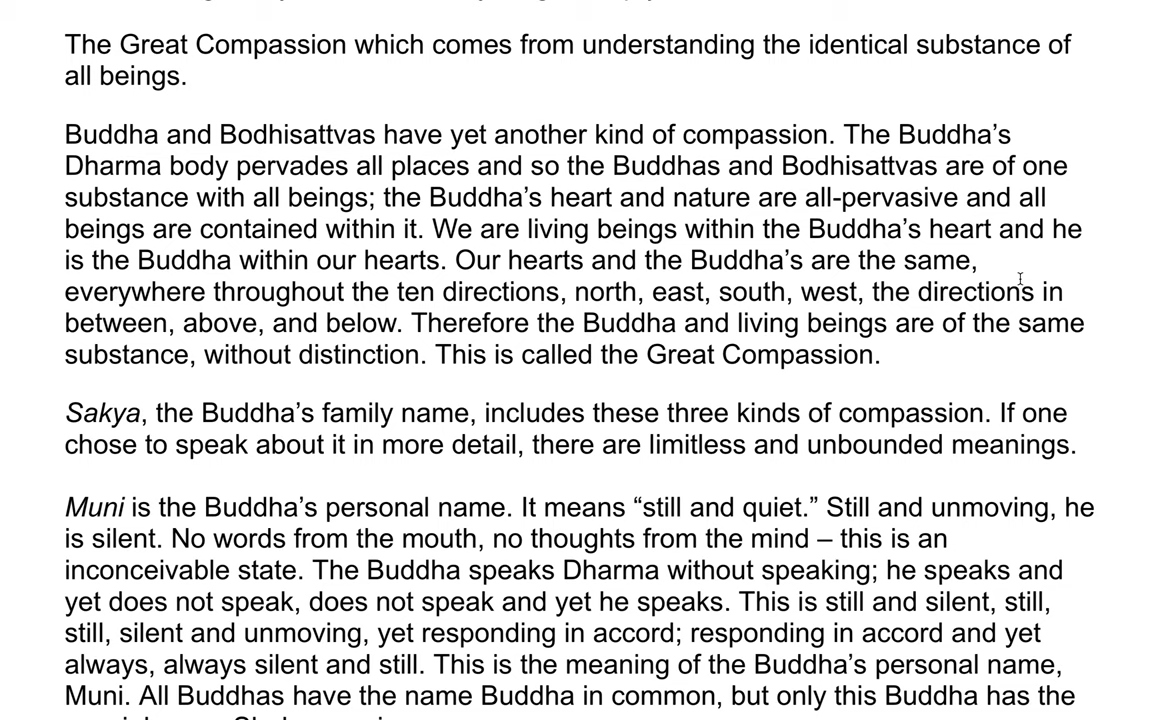 The Great Compassion which comes from understanding the identical substance of
all beings.
Buddha and Bodhisattvas have yet another kind of compassion. The Buddha’s
Dharma body pervades all places and so the Buddhas and Bodhisattvas are of one
substance with all beings; the Buddha’s heart and nature are all-pervasive and all
beings are contained within it. We are living beings within the Buddha’s heart and he
is the Buddha within our hearts. Our hearts and the Buddha’s are the same,
everywhere throughout the ten directions, north, east, south, west, the directions in
between, above, and below. Therefore the Buddha and living beings are of the same
substance, without distinction. This is called the Great Compassion.
Sakya, the Buddha’s family name, includes these three kinds of compassion. If one
chose to speak about it in more detail, there are limitless and unbounded meanings.
Muni is the Buddha’s personal name. It means “still and quiet.” Still and unmoving, he
is silent. No words from the mouth, no thoughts from the mind – this is an
inconceivable state. The Buddha speaks Dharma without speaking; he speaks and
yet does not speak, does not speak and yet he speaks. This is still and silent, still,
still, silent and unmoving, yet responding in accord; responding in accord and yet
always, always silent and still. This is the meaning of the Buddha’s personal name,
Muni. All Buddhas have the name Buddha in common, but only this Buddha has the